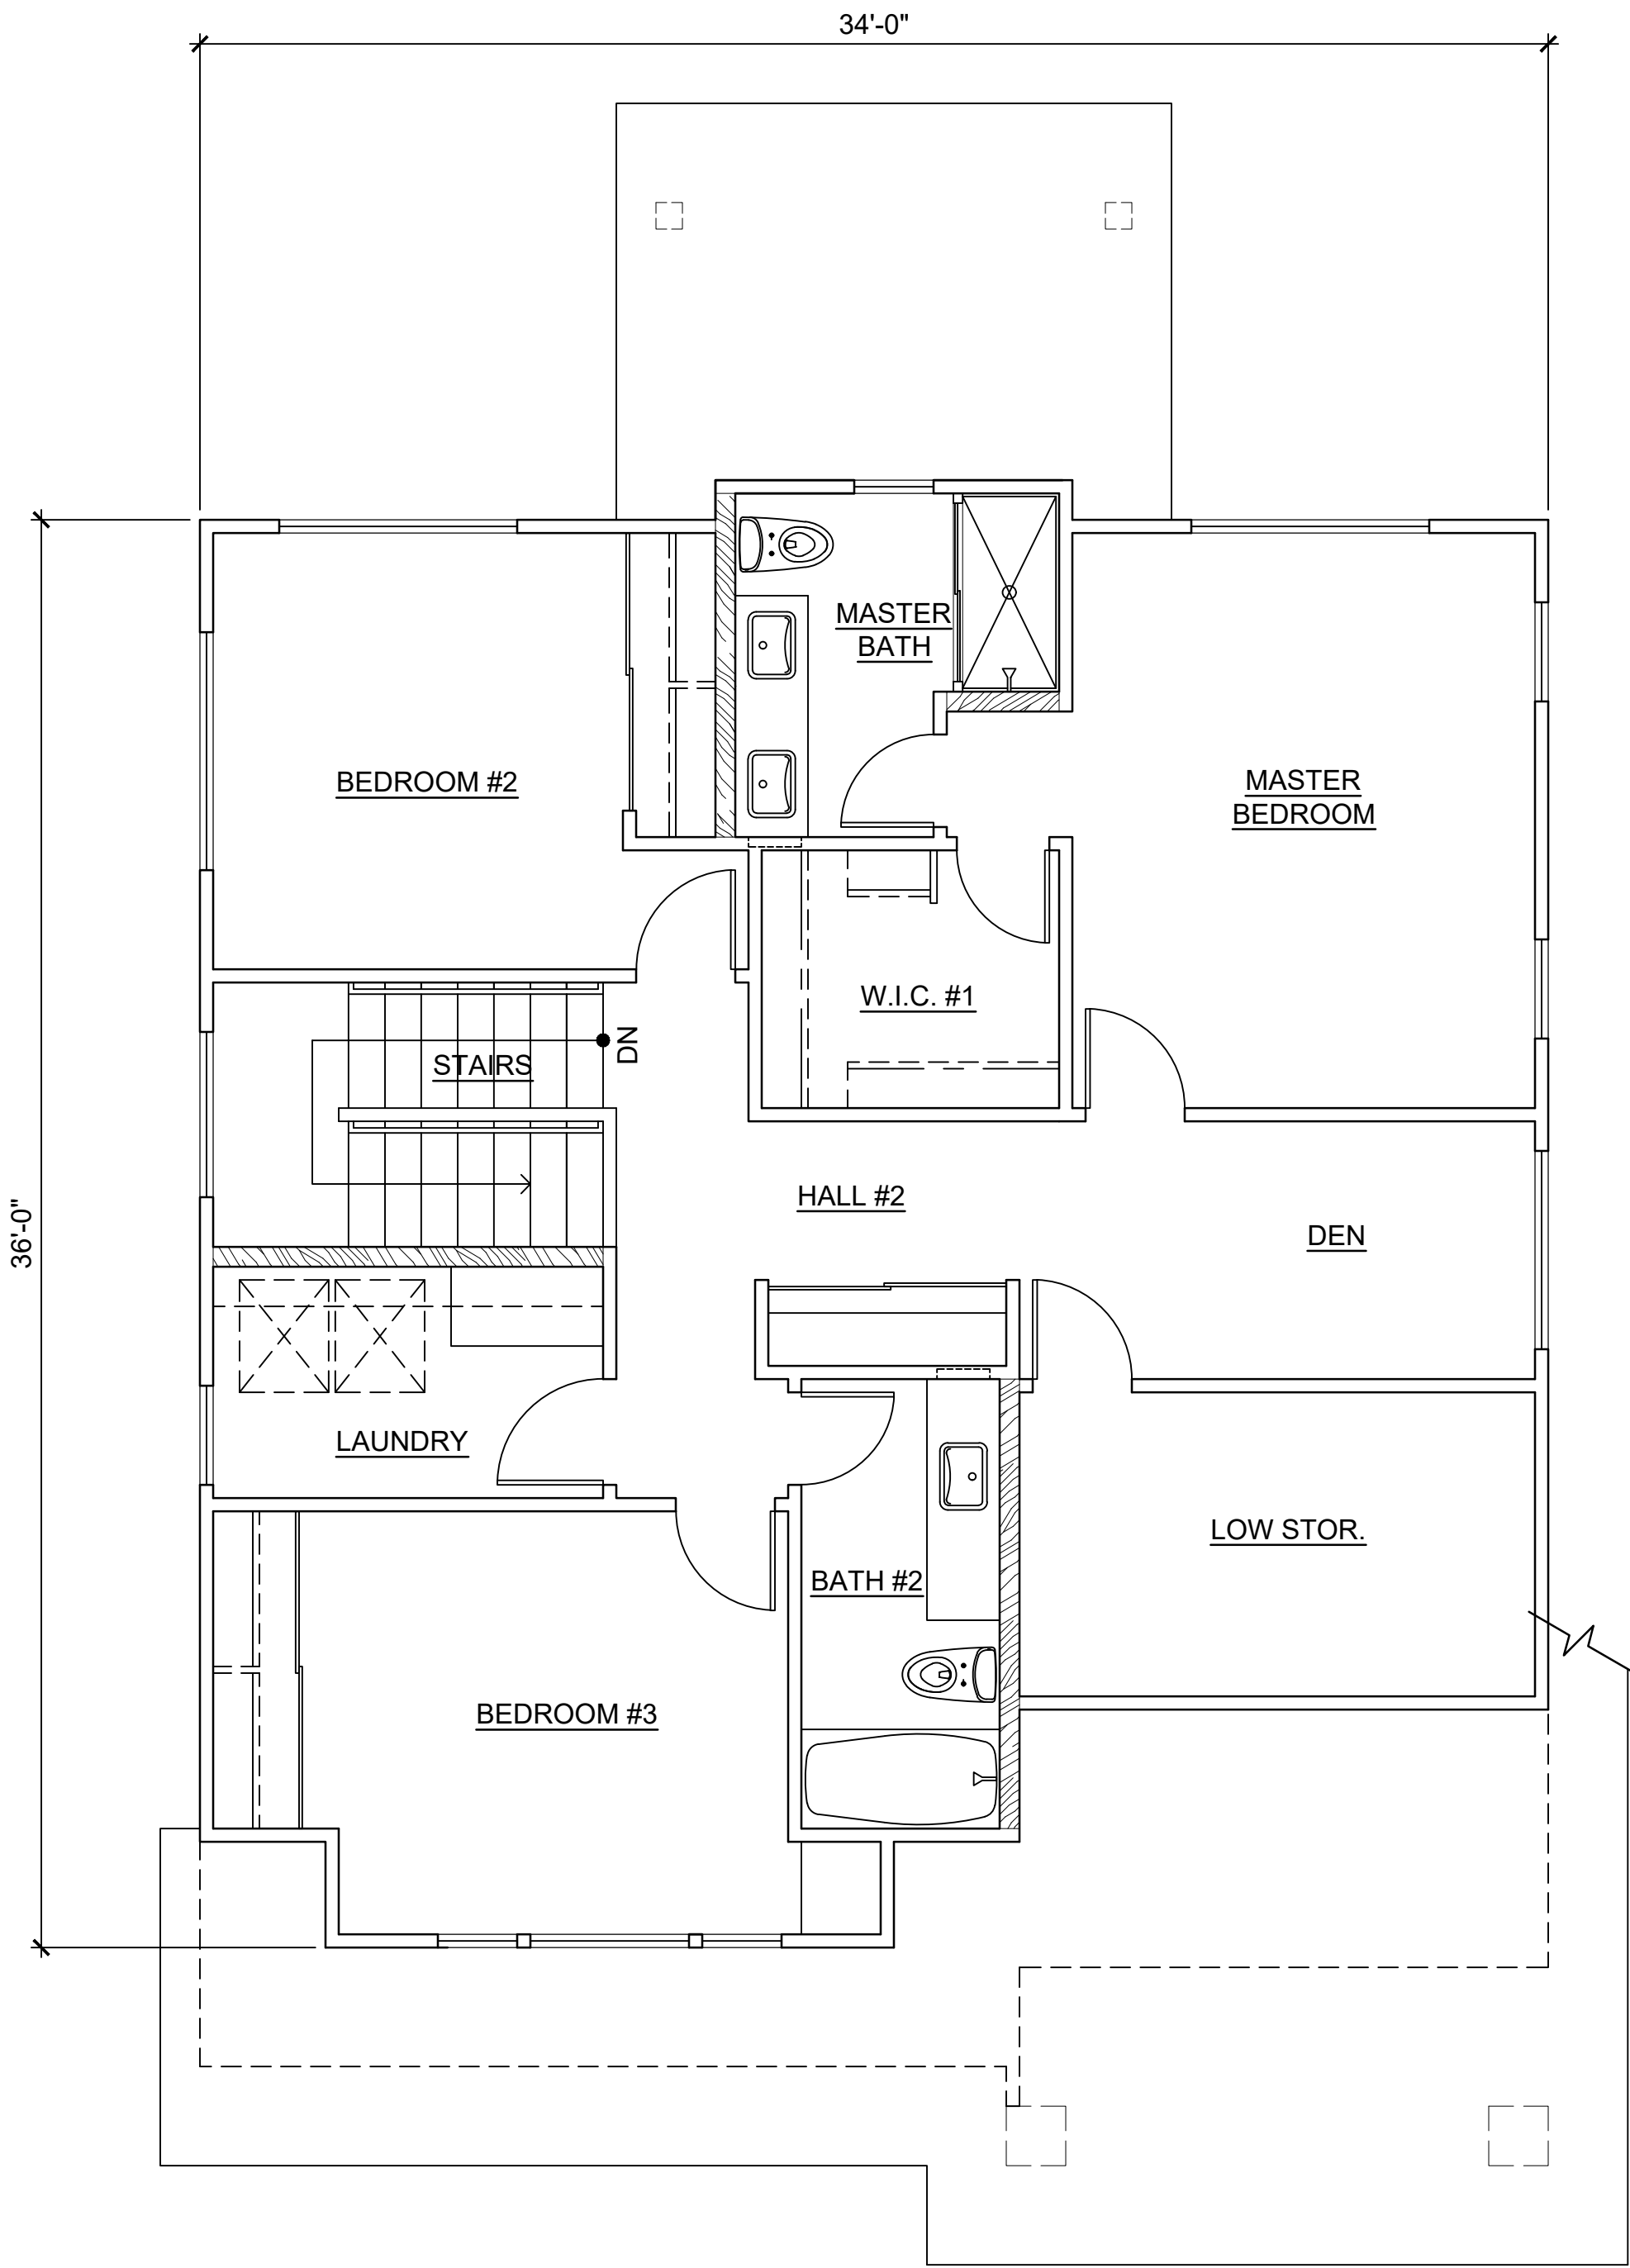 34'-0"
MASTER
BATH
BEDROOM #2
MASTER
BEDROOM
W.I.C. #1
DN
STAIRS
HALL #2
36'-0"
DEN
LAUNDRY
LOW STOR.
BATH #2
BEDROOM #3